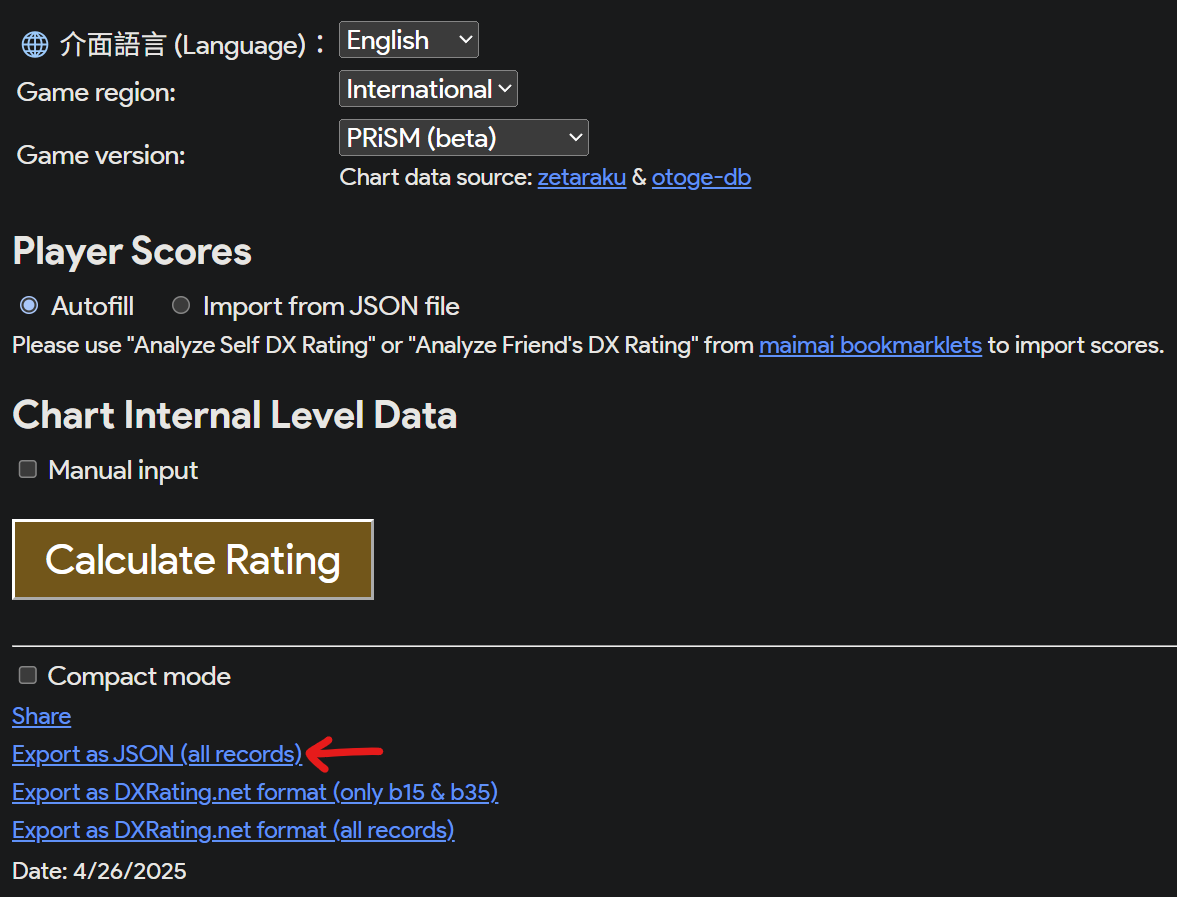 介面語言 (Language)： English
Game region: International
Game version: PRiSM (beta)
Chart data source: zetaraku & otoge-db
Player Scores
Autofill Import from JSON file
Please use "Analyze Self DX Rating" or "Analyze Friend's DX Rating" from maimai bookmarklets to import scores.
Chart Internal Level Data
Manual input
Calculate Rating
Compact mode
Share
Export as JSON (all records)
Export as DXRating.net format (only b15 & b35)
Export as DXRating.net format (all records)
Date: 4/26/2025